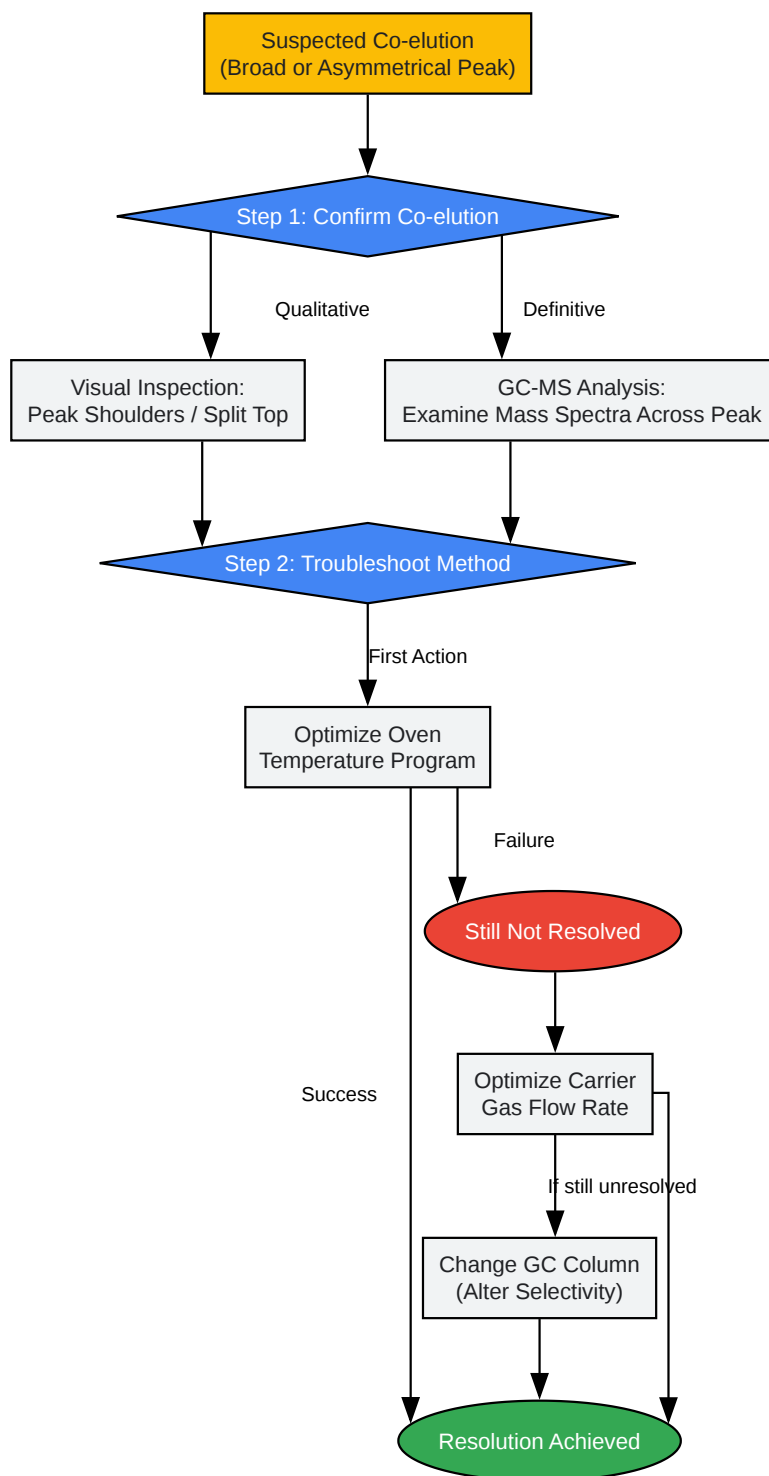 Suspected Co-elution
(Broad or Asymmetrical Peak)
Step 1: Confirm Co-elution
Qualitative
Definitive
Visual Inspection:
Peak Shoulders / Split Top
GC-MS Analysis:
Examine Mass Spectra Across Peak
Step 2: Troubleshoot Method
First Action
Optimize Oven
Temperature Program
Failure
Still Not Resolved
Optimize Carrier
Gas Flow Rate
Success
If still unresolved
Change GC Column
(Alter Selectivity)
Resolution Achieved